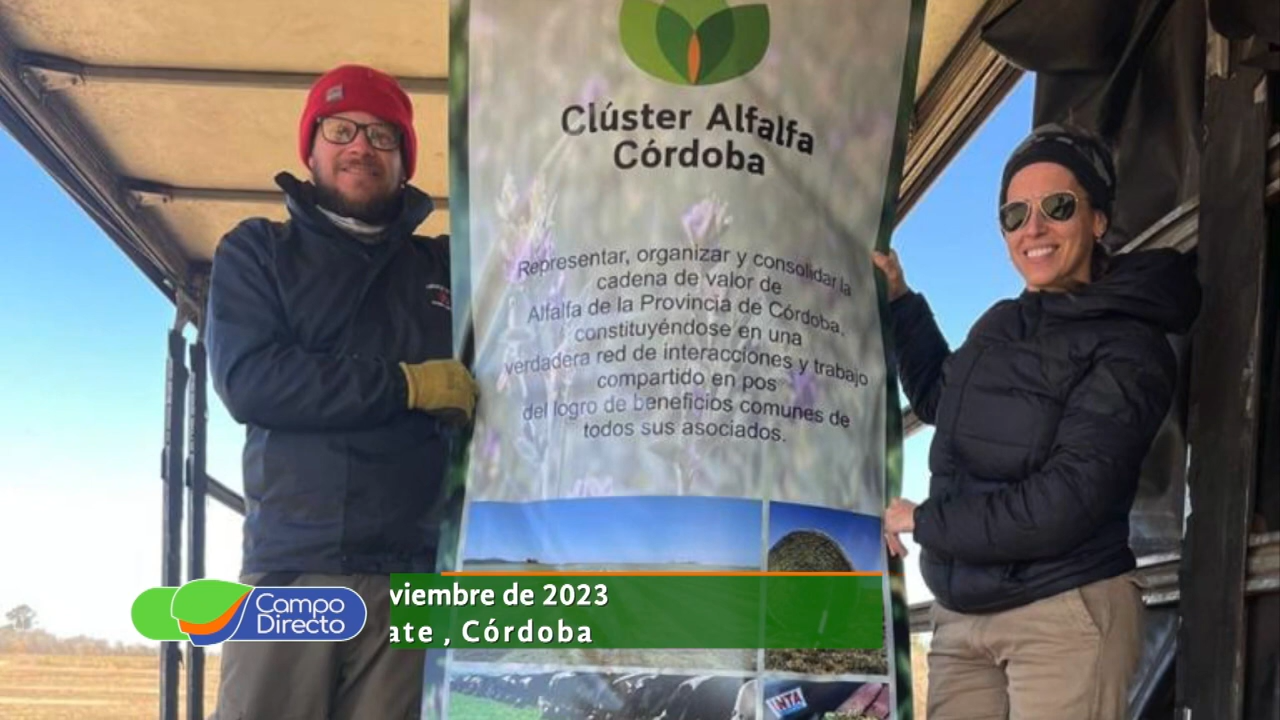 Clúster Alfalfa
Córdoba
Representar, organizar y consolidar la
cadena de valor de
Alfalfa de la Provincia de Córdoba,
constituyéndose en una
verdadera red de interacciones y trabajo
compartido en pos
del logro de beneficios comunes de
todos sus asociados.
viembre de 2023
ate , Córdoba
Campo
Directo
INTA